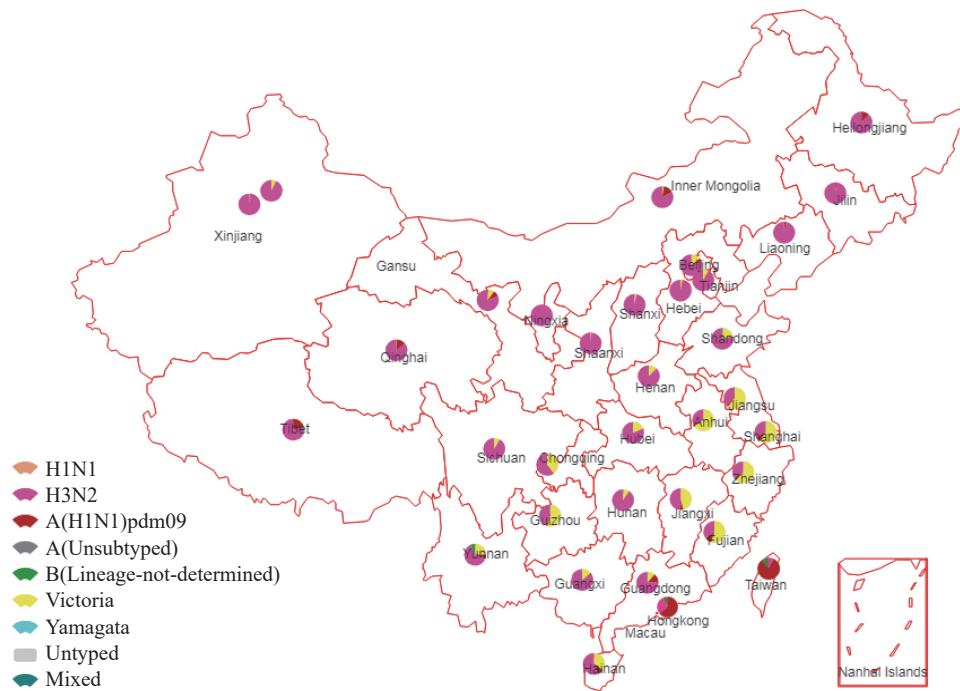 Heilongjiang
Inner Mongolia
Jilin
Xinjiang
Liaoning
Gansu
Beijing
Tianjin
Hebei
Ningxia
Shanxi
Shandong
Qinghai
Shaanxi
Henan
Jiangsu
Tibet
Anhui
Hubei
Shanghai
Sichuan
Chongqing
Zhejiang
Hunan
Jiangxi
Guizhou
Fujian
Yunnan
Guangxi
Guangdong
Taiwan
Hongkong
Macau
Hainan
Nanhai Islands
H1N1
H3N2
A(H1N1)pdm09
A(Unsubtyped)
B(Lineage-not-determined)
Victoria
Yamagata
Untyped
Mixed